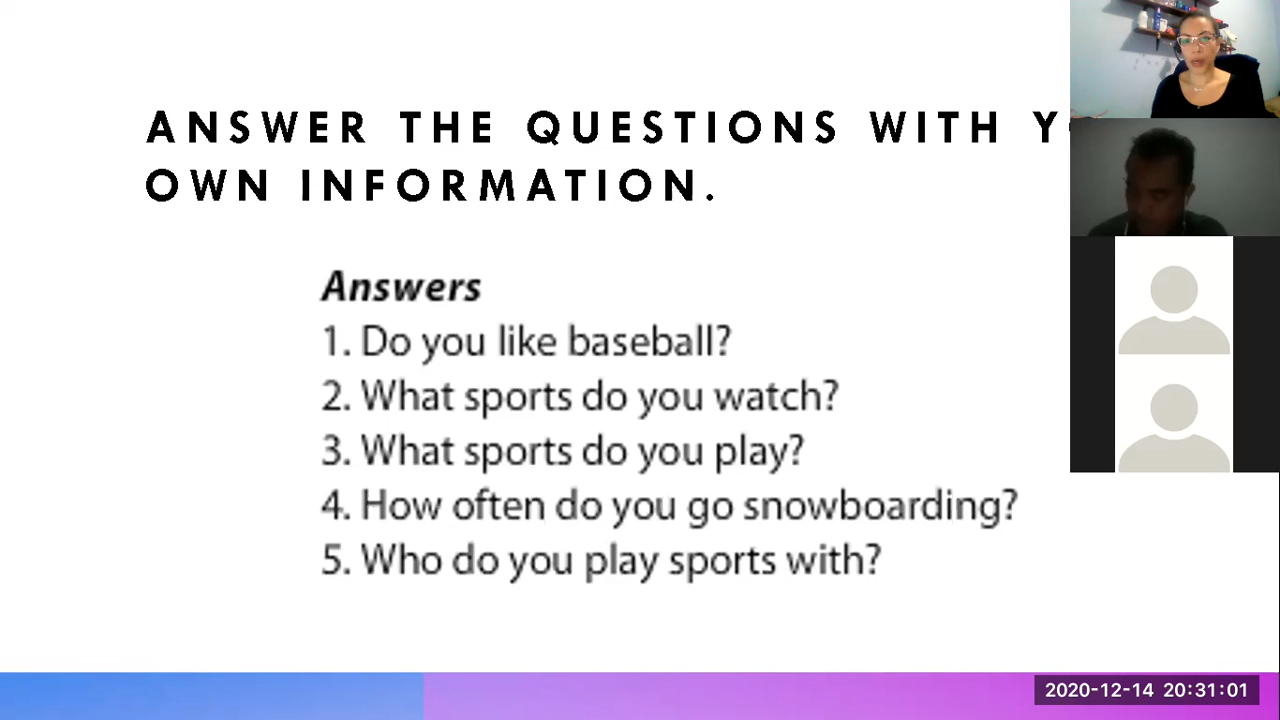 ANSWER THE QUESTIONS WITH
OWN INFORMATION.
Answers
1. Do you like baseball?
2. What sports do you watch?
3. What sports do you play?
4. How often do you go snowboarding?
5. Who do you play sports with?
2020-12-14 20:31:01